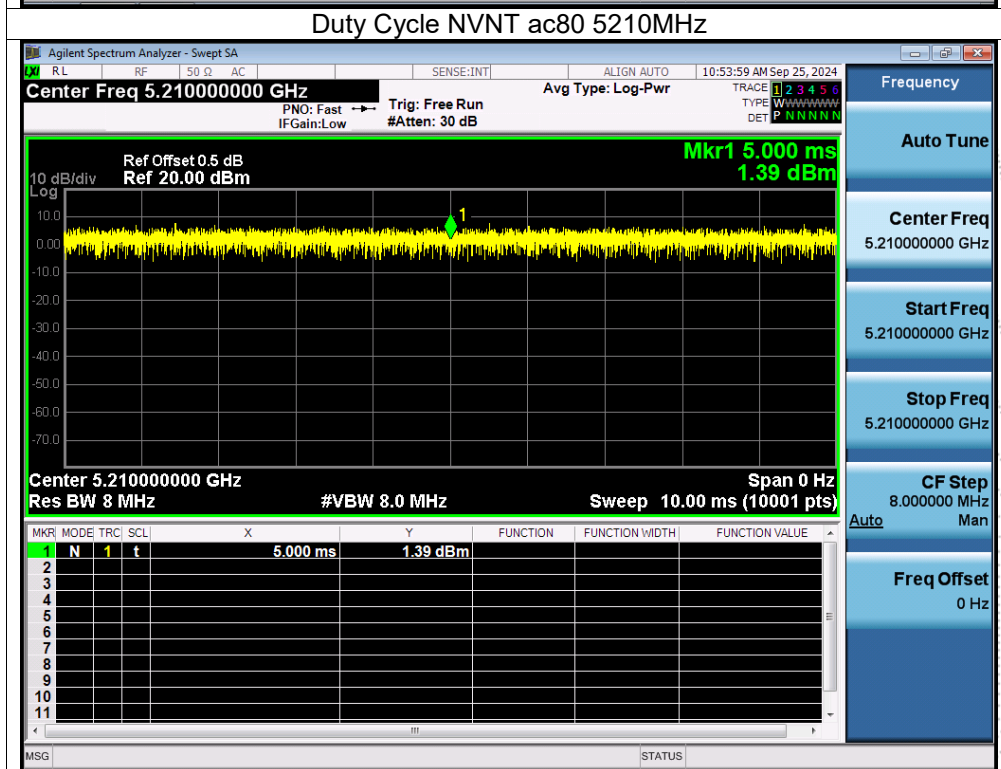 Duty Cycle NVNT ac80 5210MHz
Agilent Spectrum Analyzer - Swept SA
LXI RL RF 50 Ω AC SENSE:INT ALIGN AUTO 10:53:59 AM Sep 25, 2024
Center Freq 5.210000000 GHz
PNO: Fast
IFGain:Low
Trig: Free Run
#Atten: 30 dB
Avg Type: Log-Pwr
TRACE 1 2 3 4 5 6
TYPE WWWWWWW
DET P N N N N N
Frequency
Auto Tune
Center Freq
5.210000000 GHz
Start Freq
5.210000000 GHz
Stop Freq
5.210000000 GHz
CF Step
8.000000 MHz
Auto Man
Freq Offset
0 Hz
Mkr1 5.000 ms
1.39 dBm
Ref Offset 0.5 dB
10 dB/div Ref 20.00 dBm
Log
1
10.0
0.00
-10.0
-20.0
-30.0
-40.0
-50.0
-60.0
-70.0
Center 5.210000000 GHz Span 0 Hz
Res BW 8 MHz #VBW 8.0 MHz Sweep 10.00 ms (10001 pts)
MKR MODE TRC SCL X Y FUNCTION FUNCTION WIDTH FUNCTION VALUE
1 N 1 t 5.000 ms 1.39 dBm
2
3
4
5
6
7
8
9
10
11
MSG STATUS